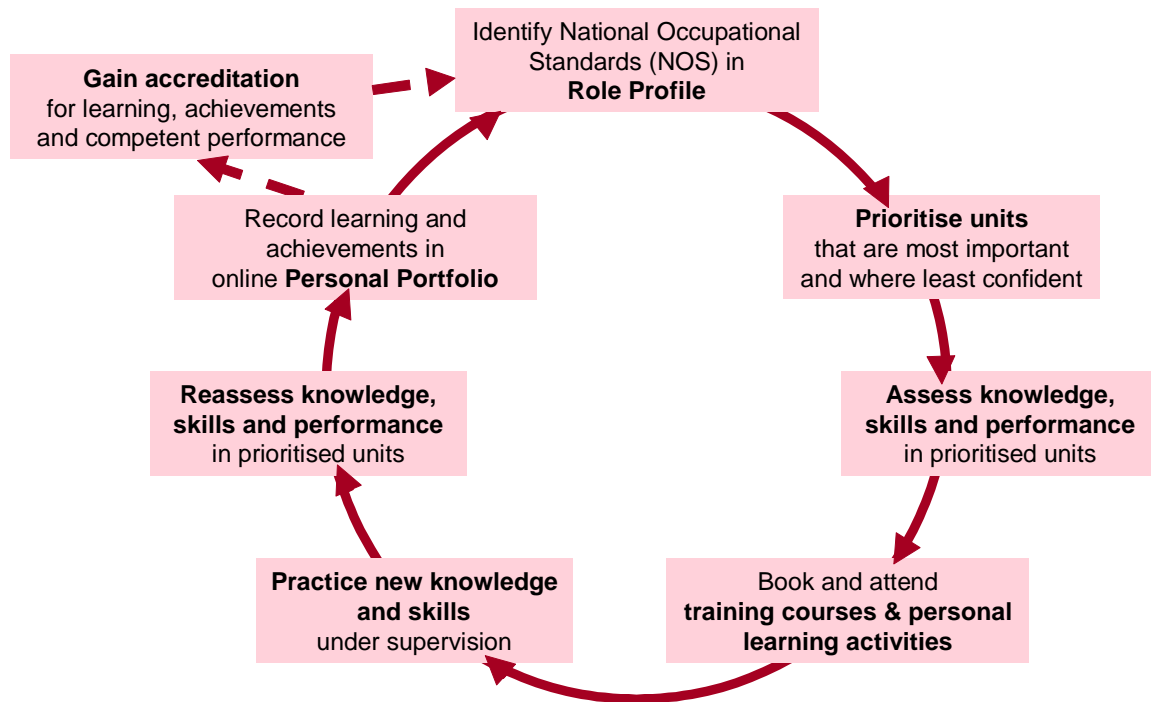 Identify National Occupational
Standards (NOS) in
Role Profile
Gain accreditation
for learning, achievements
and competent performance
Record learning and
achievements in
online Personal Portfolio
Prioritise units
that are most important
and where least confident
Reassess knowledge,
skills and performance
in prioritised units
Assess knowledge,
skills and performance
in prioritised units
Practice new knowledge
and skills
under supervision
Book and attend
training courses & personal
learning activities